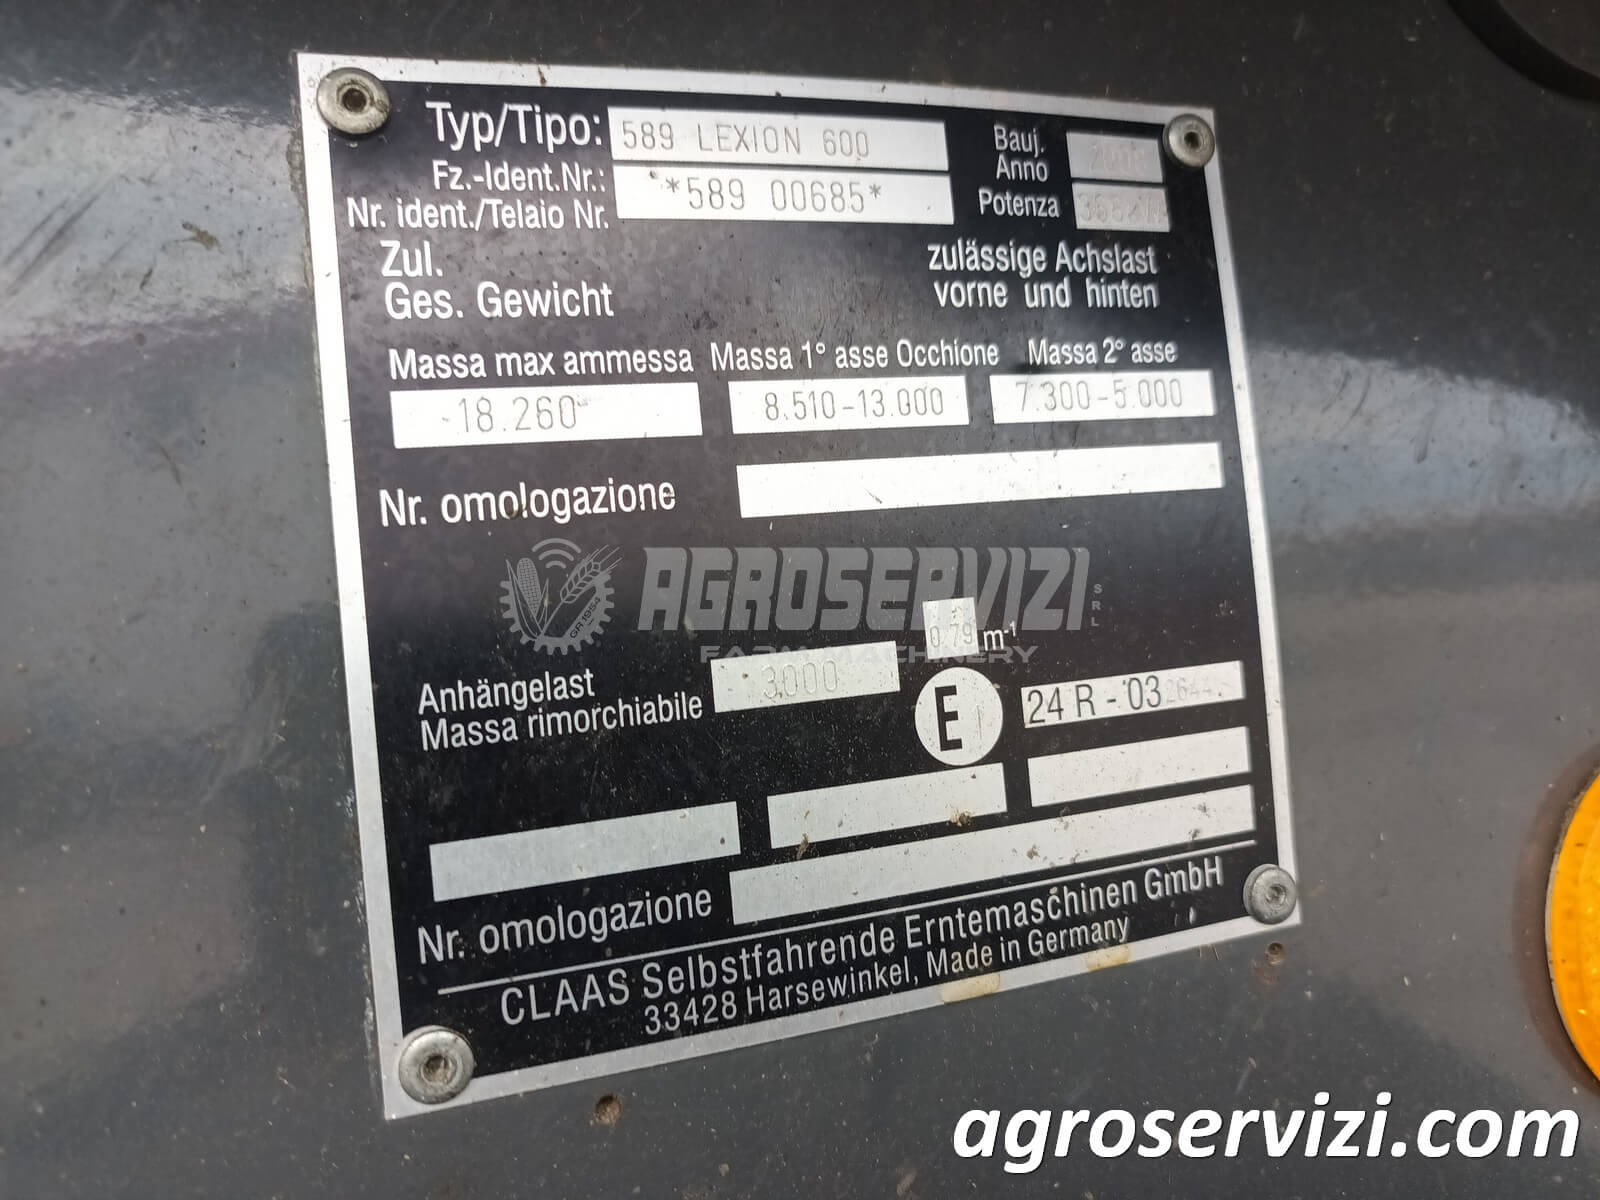 Typ/Tipo: 589 LEXION 600
Bauj.
Anno
Fz.-Ident.Nr.:
Nr. ident./Telaio Nr. *589 00685*
Potenza
Zul.
Ges. Gewicht
zulässige Achslast
vorne und hinten
Massa max ammessa Massa 1° asse Occhione Massa 2° asse
18.260 8.510-13.000 7.300-5.000
Nr. omologazione
AGROSERVIZI SRL
FARM MACHINERY
GR 1954
0.79 m-1
Anhängelast
Massa rimorchiabile 3000
E 24 R - 03
Nr. omologazione
CLAAS Selbstfahrende Erntemaschinen GmbH
33428 Harsewinkel, Made in Germany
agroservizi.com